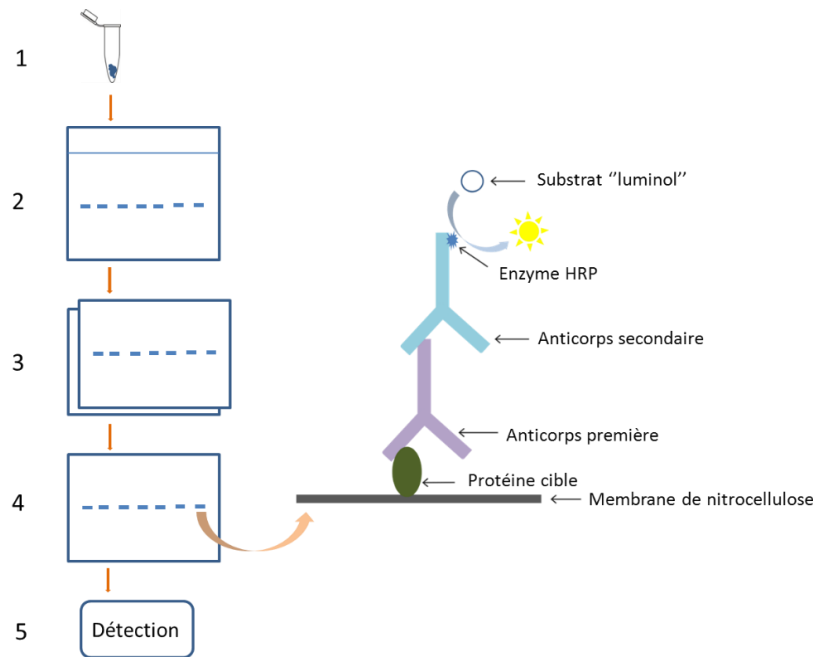 1
2
Substrat ‘’luminol’’
Enzyme HRP
Anticorps secondaire
3
Anticorps première
Protéine cible
Membrane de nitrocellulose
4
5
Détection